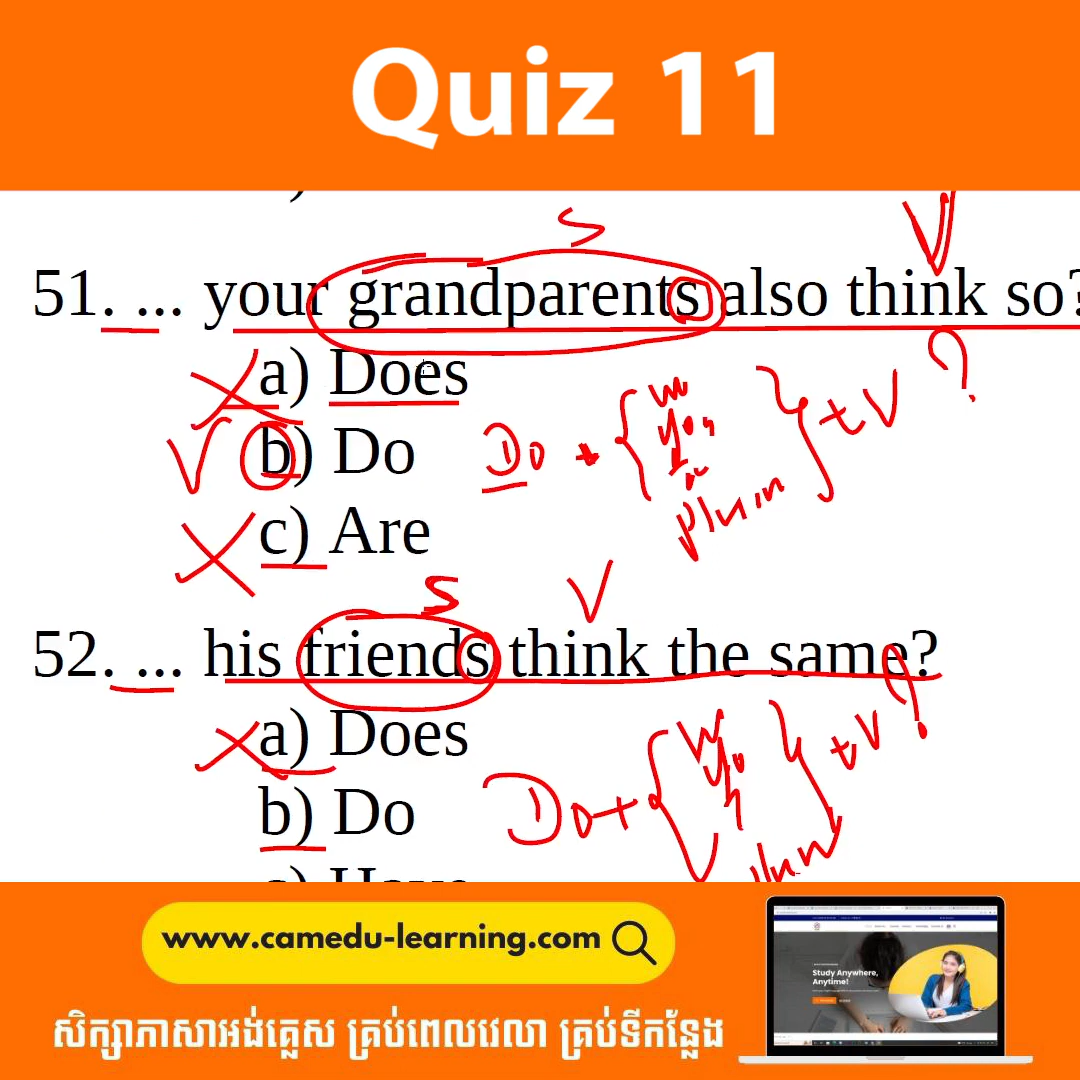 Quiz 11
S V
51. ... your grandparents also think so?
a) Does
b) Do
Do + { you } + V ?
c) Are
S V
52. ... his friends think the same?
a) Does
b) Do
Do + { } + V ?
www.camedu-learning.com
Study Anywhere,
Anytime!
សិក្សាភាសាអង់គ្លេស គ្រប់ពេលវេលា គ្រប់ទីកន្លែង